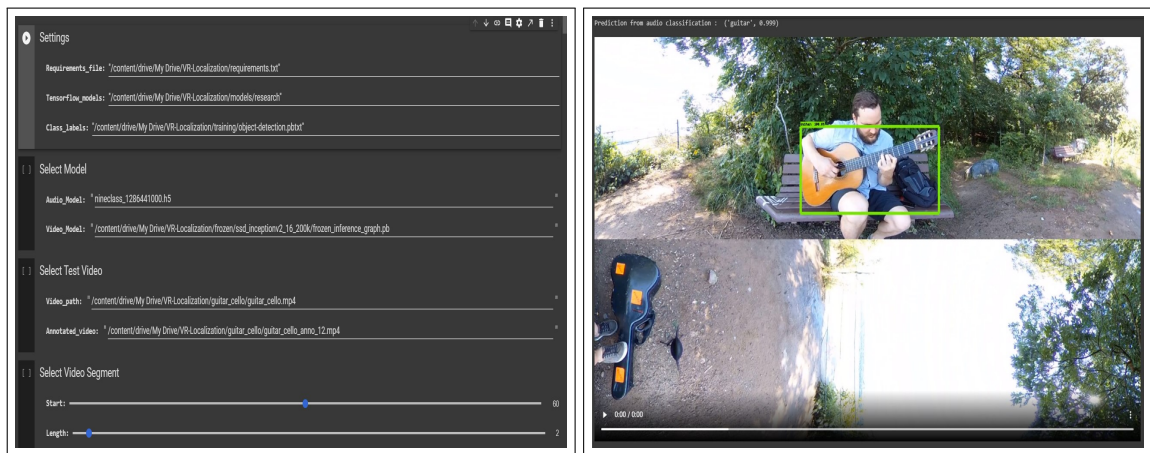 Settings
Requirements_file: "/content/drive/My Drive/VR-Localization/requirements.txt"
Tensorflow_models: "/content/drive/My Drive/VR-Localization/models/research"
Class_labels: "/content/drive/My Drive/VR-Localization/training/object-detection.pbtxt"
[ ] Select Model
Audio_Model: "nineclass_1286441000.h5"
Video_Model: "/content/drive/My Drive/VR-Localization/frozen/ssd_inceptionv2_16_200k/frozen_inference_graph.pb"
[ ] Select Test Video
Video_path: "/content/drive/My Drive/VR-Localization/guitar_cello/guitar_cello.mp4"
Annotated_video: "/content/drive/My Drive/VR-Localization/guitar_cello/guitar_cello_anno_12.mp4"
[ ] Select Video Segment
Start: 60
Length: 2
Prediction from audio classification : ('guitar', 0.999)
0:00 / 0:00